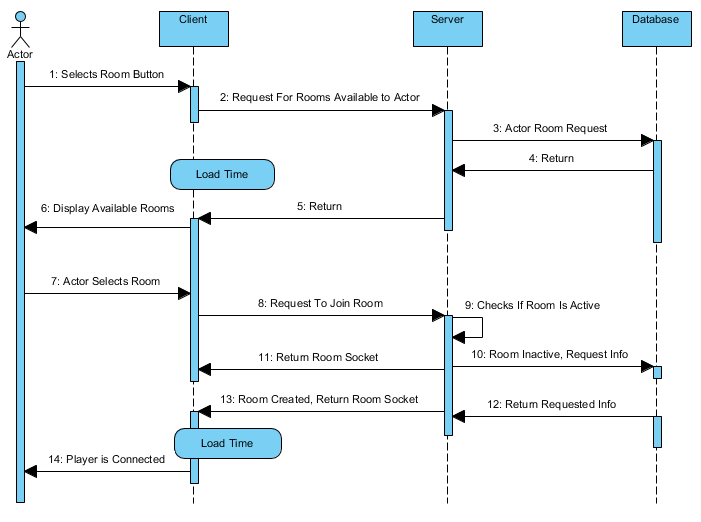 Client
Server
Database
Actor
1: Selects Room Button
2: Request For Rooms Available to Actor
3: Actor Room Request
4: Return
Load Time
5: Return
6: Display Available Rooms
7: Actor Selects Room
8: Request To Join Room
9: Checks If Room Is Active
10: Room Inactive, Request Info
11: Return Room Socket
12: Return Requested Info
13: Room Created, Return Room Socket
Load Time
14: Player is Connected